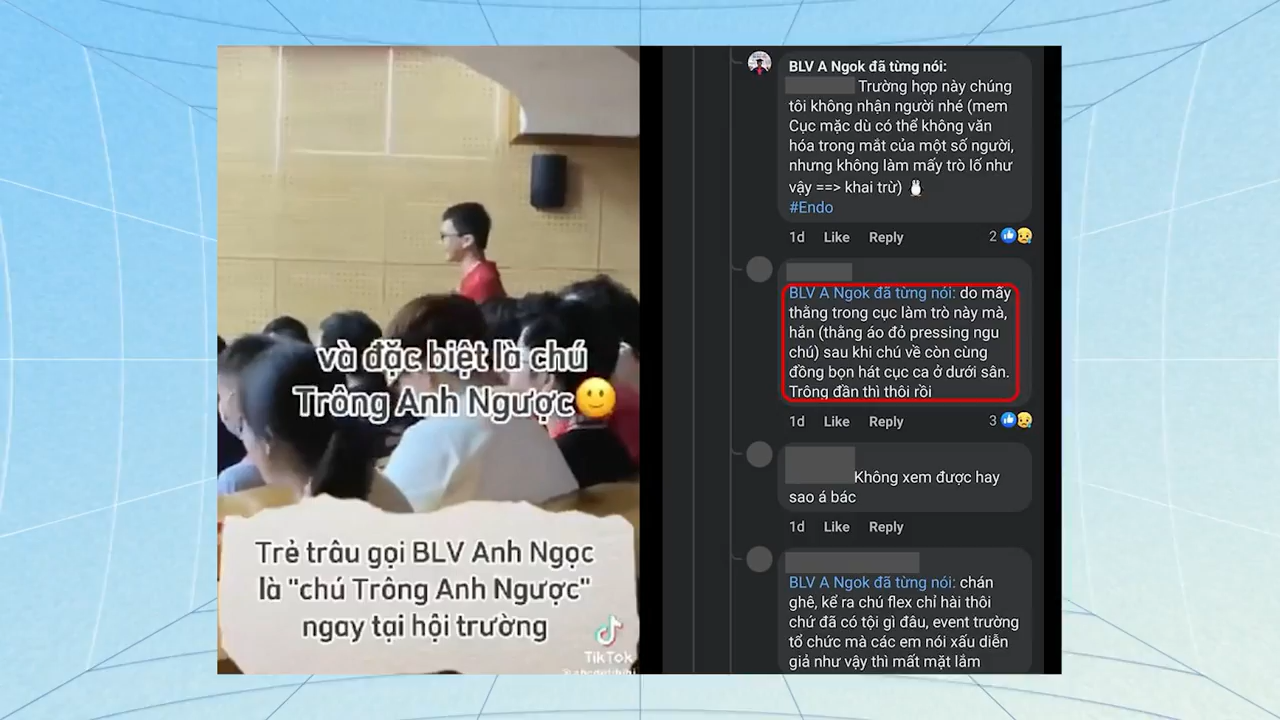 và đặc biệt là chú
Trông Anh Ngược
Trẻ trâu gọi BLV Anh Ngọc
là "chú Trông Anh Ngược"
ngay tại hội trường
TikTok
BLV A Ngok đã từng nói:
Trường hợp này chúng
tôi không nhận người nhé (mem
Cục mặc dù có thể không văn
hóa trong mắt của một số người,
nhưng không làm mấy trò lố như
vậy ==> khai trừ)
#Endo
1d Like Reply 2
BLV A Ngok đã từng nói: do mấy
thằng trong cục làm trò này mà,
hắn (thằng áo đỏ pressing ngu
chú) sau khi chú về còn cùng
đồng bọn hát cục ca ở dưới sân.
Trông đần thì thôi rồi
1d Like Reply 3
Không xem được hay
sao á bác
1d Like Reply
BLV A Ngok đã từng nói: chán
ghê, kể ra chú flex chỉ hài thôi
chứ đã có tội gì đâu, event trường
tổ chức mà các em nói xấu diễn
giả như vậy thì mất mặt lắm